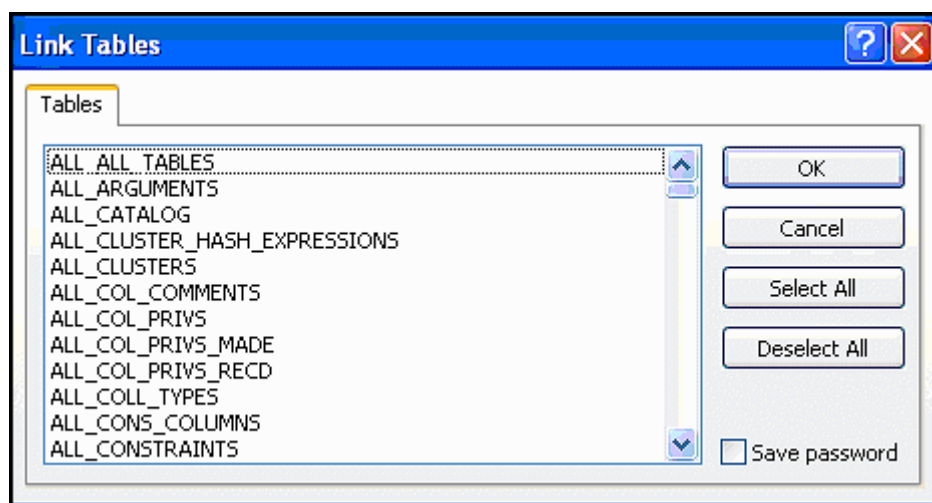 Link Tables
Tables
ALL_ALL_TABLES
ALL_ARGUMENTS
ALL_CATALOG
ALL_CLUSTER_HASH_EXPRESSIONS
ALL_CLUSTERS
ALL_COL_COMMENTS
ALL_COL_PRIVS
ALL_COL_PRIVS_MADE
ALL_COL_PRIVS_RECD
ALL_COLL_TYPES
ALL_CONS_COLUMNS
ALL_CONSTRAINTS
OK
Cancel
Select All
Deselect All
Save password